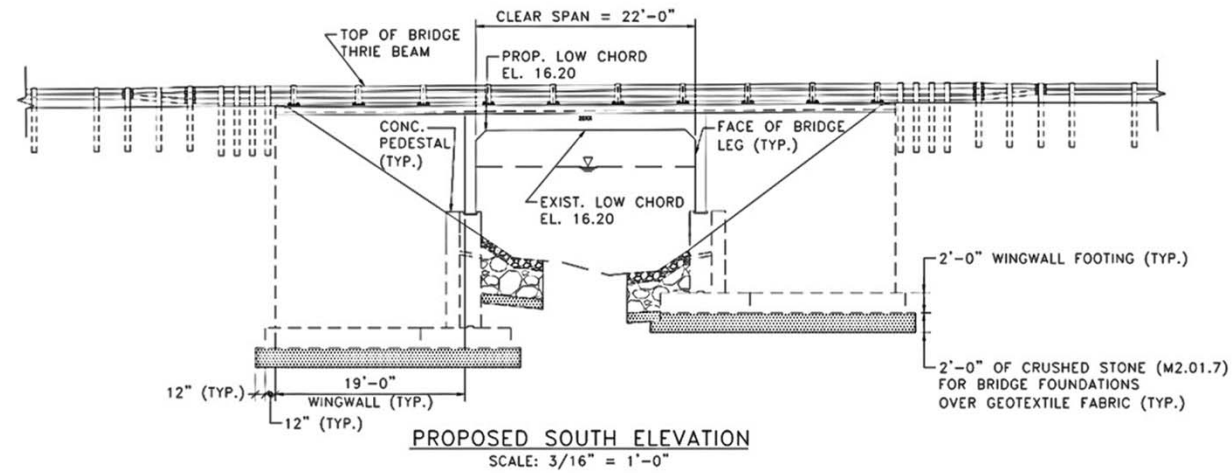 CLEAR SPAN = 22'-0"
TOP OF BRIDGE
THRIE BEAM
PROP. LOW CHORD
EL. 16.20
CONC.
PEDESTAL
(TYP.)
FACE OF BRIDGE
LEG (TYP.)
EXIST. LOW CHORD
EL. 16.20
2'-0" WINGWALL FOOTING (TYP.)
2'-0" OF CRUSHED STONE (M2.01.7)
FOR BRIDGE FOUNDATIONS
OVER GEOTEXTILE FABRIC (TYP.)
12" (TYP.)
19'-0"
WINGWALL (TYP.)
12" (TYP.)
PROPOSED SOUTH ELEVATION
SCALE: 3/16" = 1'-0"